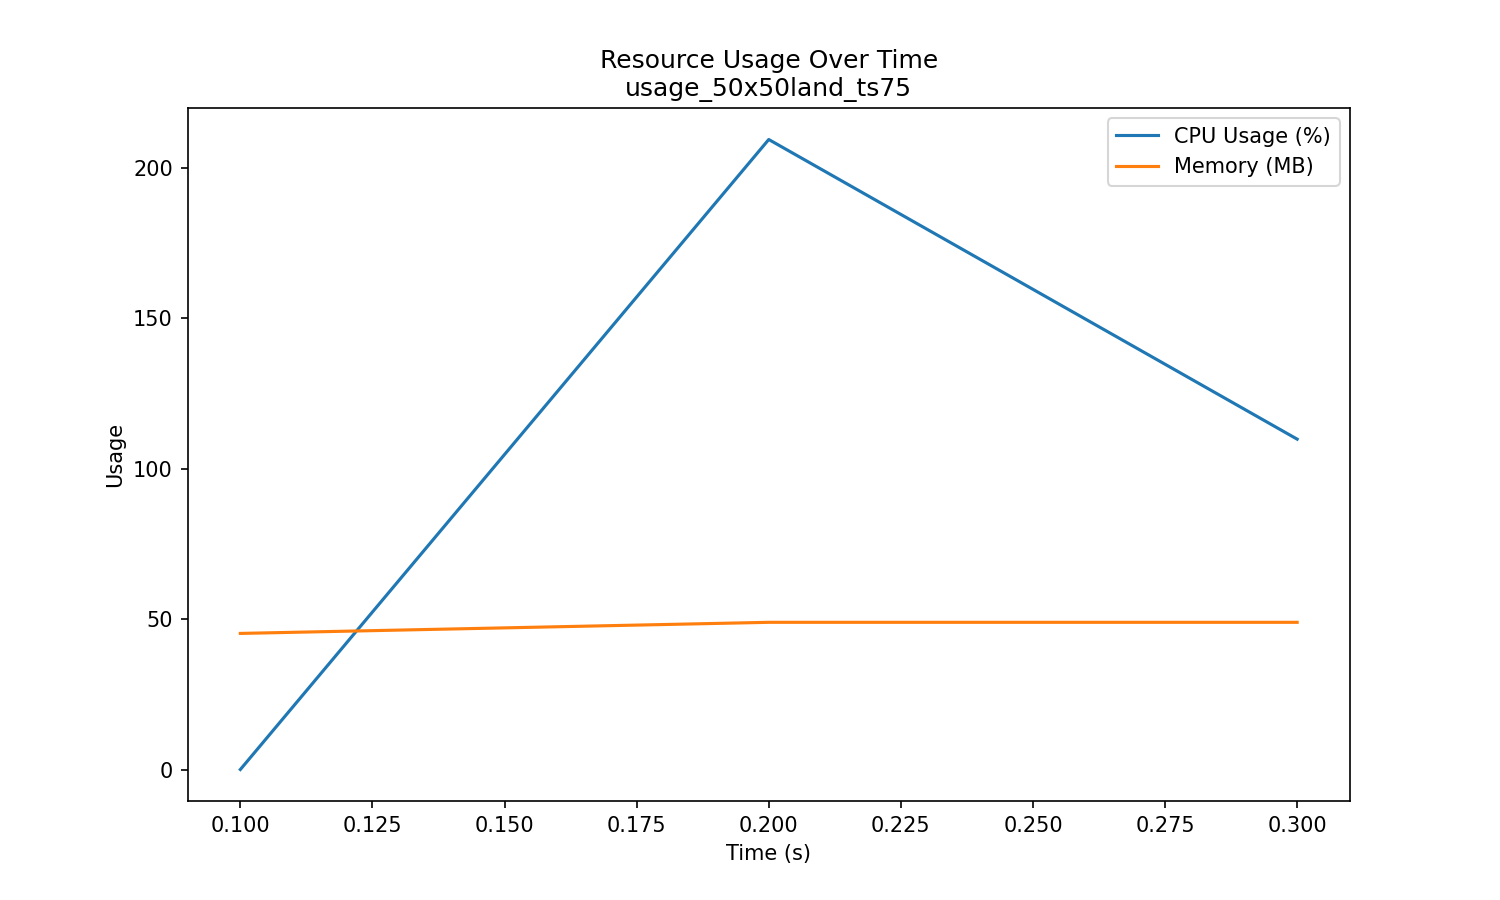 Resource Usage Over Time
usage_50x50land_ts75
CPU Usage (%)
Memory (MB)
200
150
100
50
0
Usage
0.100 0.125 0.150 0.175 0.200 0.225 0.250 0.275 0.300
Time (s)